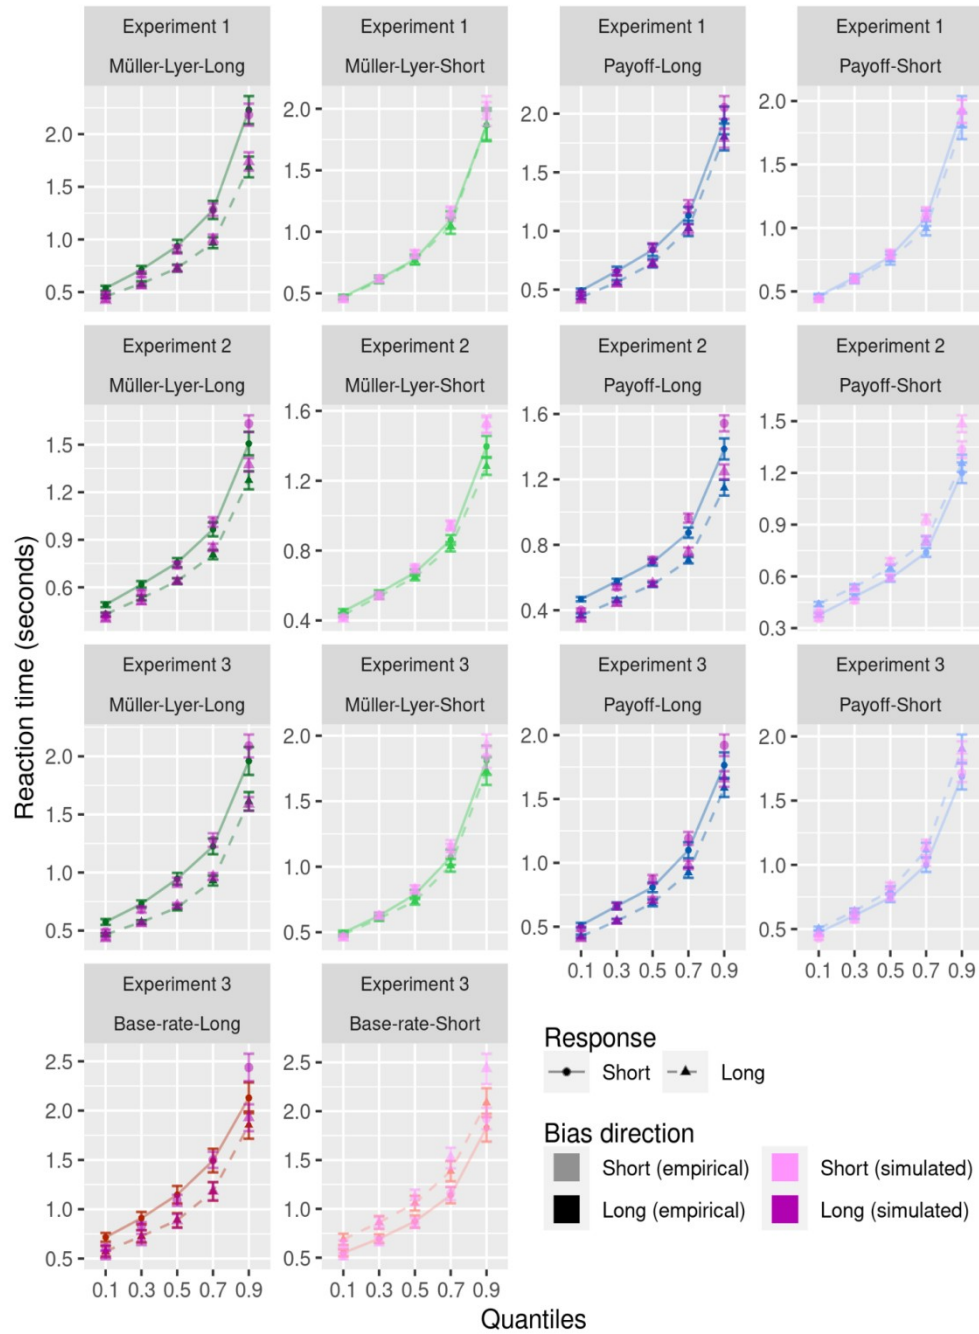 Experiment 1
Müller-Lyer-Long
Experiment 1
Müller-Lyer-Short
Experiment 1
Payoff-Long
Experiment 1
Payoff-Short
2.0
1.5
1.0
0.5
2.0
1.5
1.0
0.5
2.0
1.5
1.0
0.5
2.0
1.5
1.0
0.5
Experiment 2
Müller-Lyer-Long
Experiment 2
Müller-Lyer-Short
Experiment 2
Payoff-Long
Experiment 2
Payoff-Short
1.5
1.2
0.9
0.6
1.6
1.2
0.8
0.4
1.6
1.2
0.8
0.4
1.5
1.2
0.9
0.6
0.3
Reaction time (seconds)
Experiment 3
Müller-Lyer-Long
Experiment 3
Müller-Lyer-Short
Experiment 3
Payoff-Long
Experiment 3
Payoff-Short
2.0
1.5
1.0
0.5
2.0
1.5
1.0
0.5
2.0
1.5
1.0
0.5
2.0
1.5
1.0
0.5
0.1 0.3 0.5 0.7 0.9
0.1 0.3 0.5 0.7 0.9
Experiment 3
Base-rate-Long
Experiment 3
Base-rate-Short
2.5
2.0
1.5
1.0
0.5
2.5
2.0
1.5
1.0
0.5
0.1 0.3 0.5 0.7 0.9
0.1 0.3 0.5 0.7 0.9
Quantiles
Response
Short Long
Bias direction
Short (empirical) Short (simulated)
Long (empirical) Long (simulated)